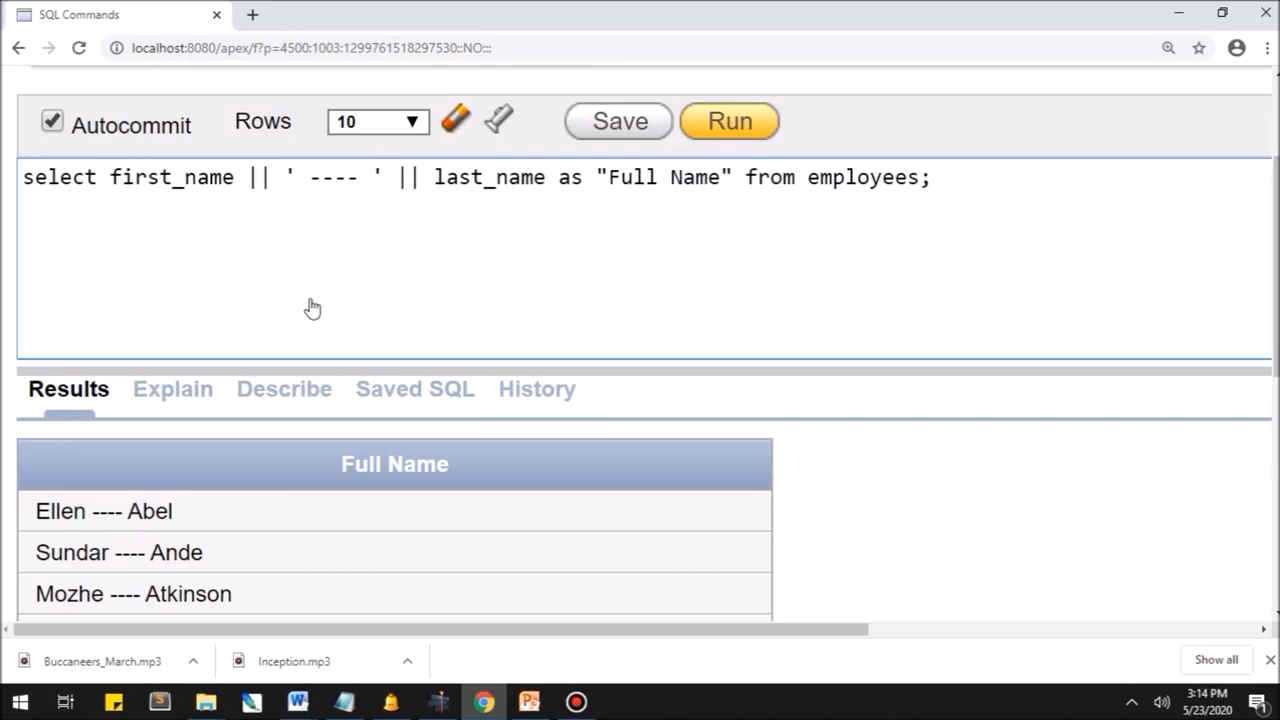 SQL Commands
localhost:8080/apex/f?p=4500:1003:1299761518297530::NO:::
Autocommit Rows 10 Save Run
select first_name || ' ---- ' || last_name as "Full Name" from employees;
Results Explain Describe Saved SQL History
Full Name
Ellen ---- Abel
Sundar ---- Ande
Mozhe ---- Atkinson
Buccaneers_March.mp3 Inception.mp3 Show all
3:14 PM
5/23/2020